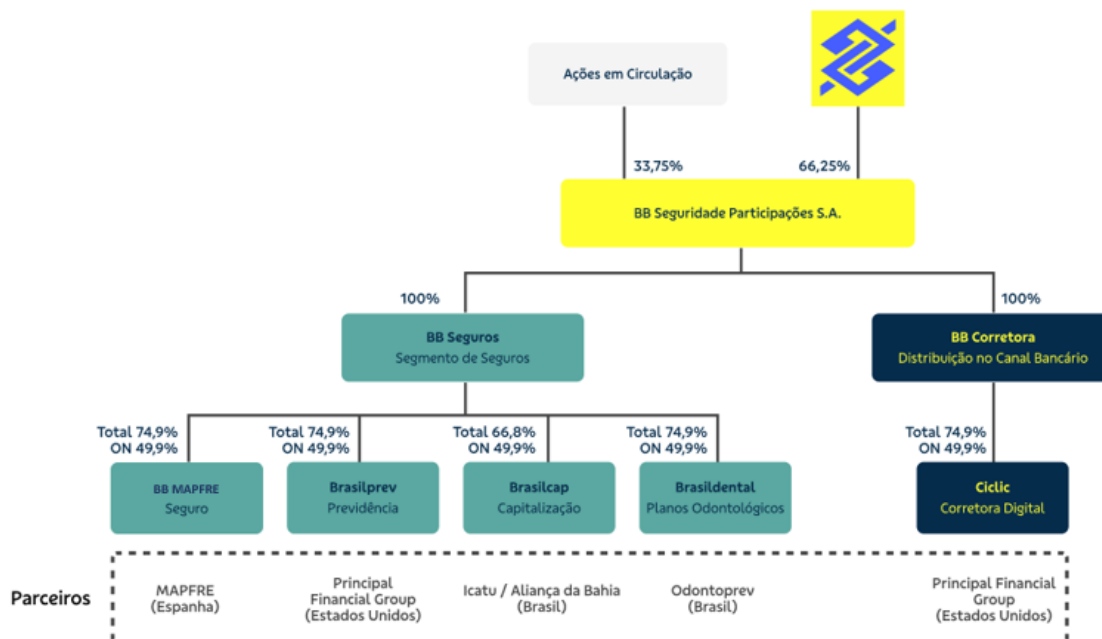 Ações em Circulação
33,75%
66,25%
BB Seguridade Participações S.A.
100%
100%
BB Seguros
Segmento de Seguros
BB Corretora
Distribuição no Canal Bancário
Total 74,9%
ON 49,9%
Total 74,9%
ON 49,9%
Total 66,8%
ON 49,9%
Total 74,9%
ON 49,9%
Total 74,9%
ON 49,9%
BB MAPFRE
Seguro
Brasilprev
Previdência
Brasilcap
Capitalização
Brasildental
Planos Odontológicos
Ciclic
Corretora Digital
Parceiros
MAPFRE
(Espanha)
Principal
Financial Group
(Estados Unidos)
Icatu / Aliança da Bahia
(Brasil)
Odontoprev
(Brasil)
Principal Financial
Group
(Estados Unidos)